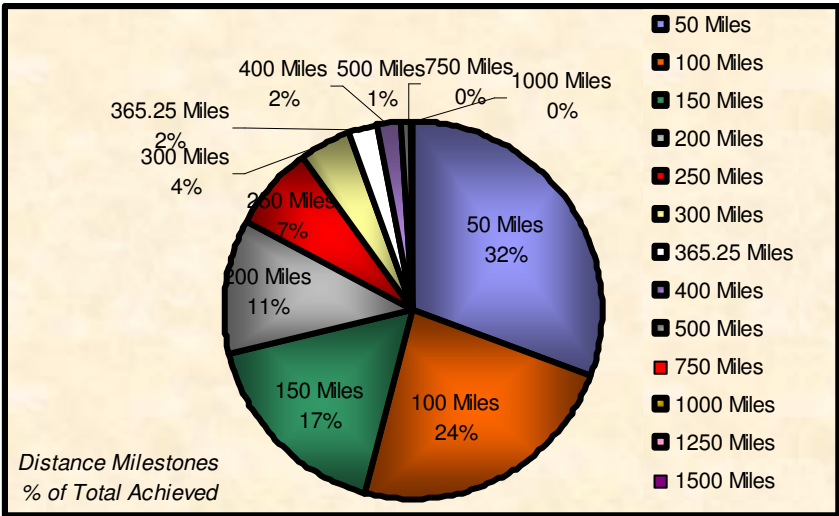 400 Miles
2%
500 Miles
1%
750 Miles
0%
1000 Miles
0%
365.25 Miles
2%
300 Miles
4%
250 Miles
7%
200 Miles
11%
150 Miles
17%
100 Miles
24%
50 Miles
32%
Distance Milestones
% of Total Achieved
50 Miles
100 Miles
150 Miles
200 Miles
250 Miles
300 Miles
365.25 Miles
400 Miles
500 Miles
750 Miles
1000 Miles
1250 Miles
1500 Miles